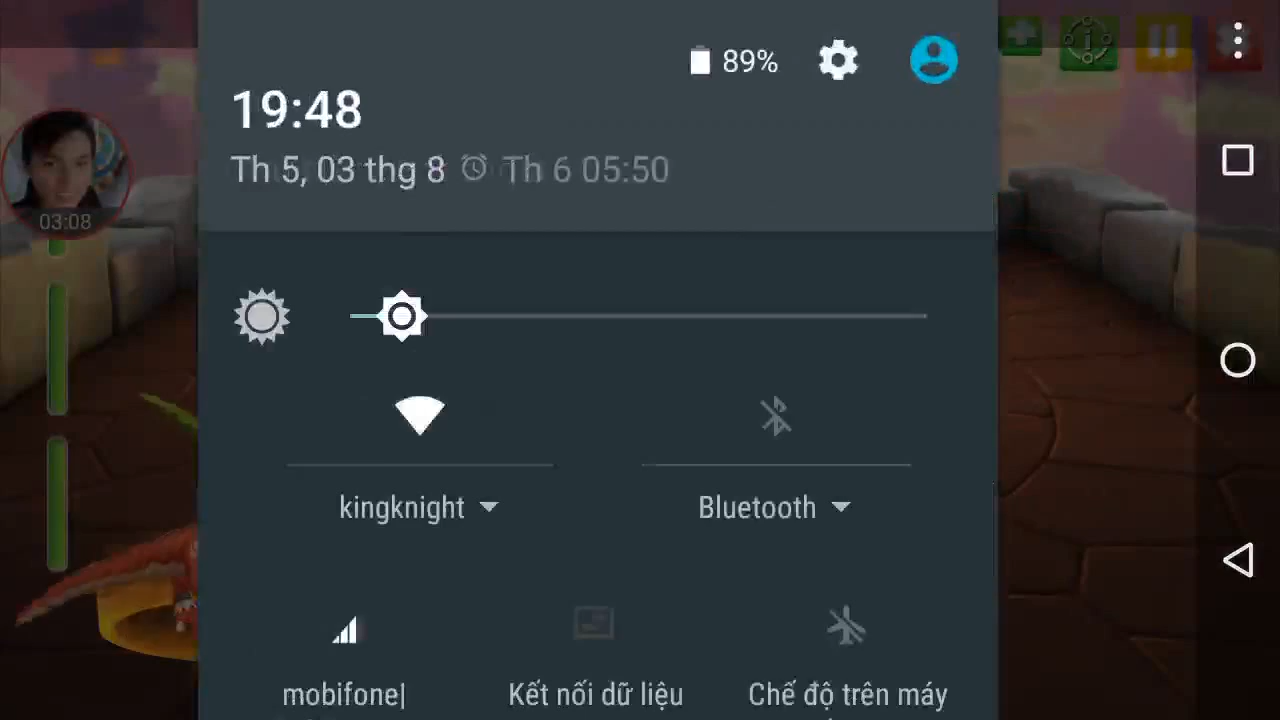 89%
19:48
Th 5, 03 thg 8 Th 6 05:50
03:08
kingknight
Bluetooth
mobifone|
Kết nối dữ liệu
Chế độ trên máy